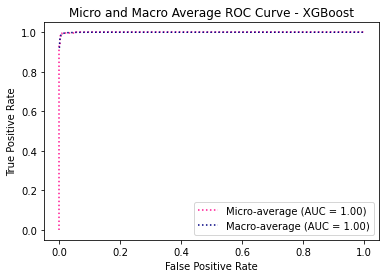 Micro and Macro Average ROC Curve - XGBoost
True Positive Rate
1.0
0.8
0.6
0.4
0.2
0.0
Micro-average (AUC = 1.00)
Macro-average (AUC = 1.00)
0.0 0.2 0.4 0.6 0.8 1.0
False Positive Rate